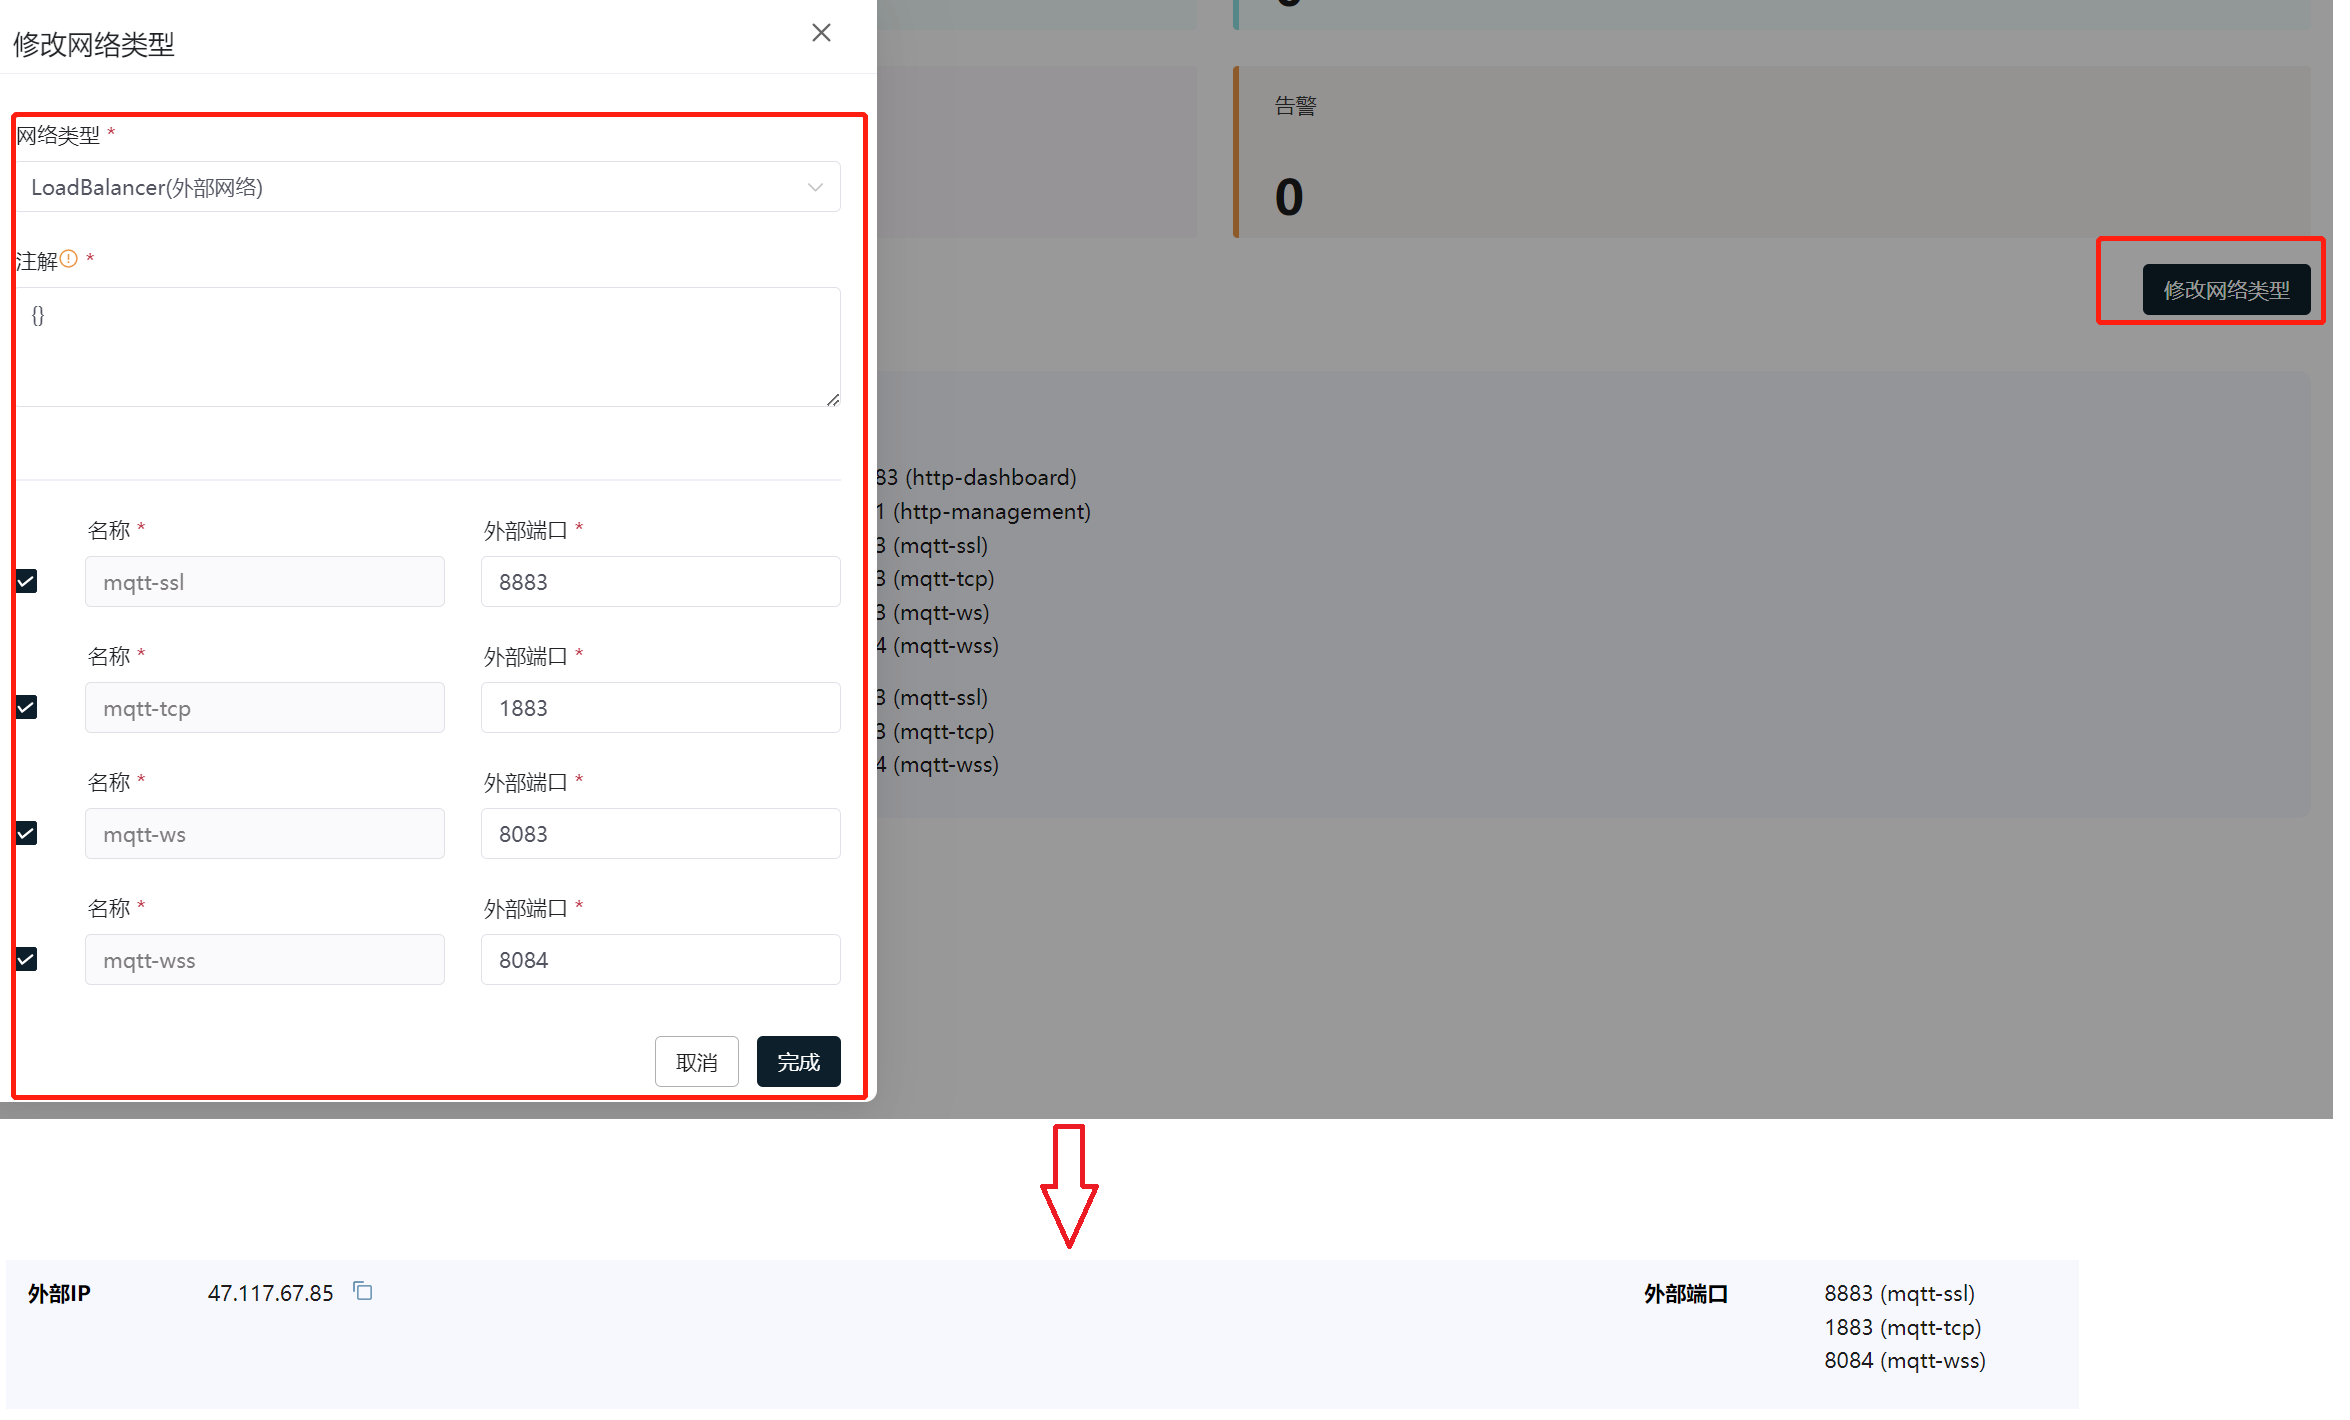 修改网络类型
网络类型 *
LoadBalancer(外部网络)
注解 *
{}
名称 * 外部端口 *
mqtt-ssl 8883
名称 * 外部端口 *
mqtt-tcp 1883
名称 * 外部端口 *
mqtt-ws 8083
名称 * 外部端口 *
mqtt-wss 8084
取消 完成
告警
0
修改网络类型
83 (http-dashboard)
1 (http-management)
3 (mqtt-ssl)
3 (mqtt-tcp)
3 (mqtt-ws)
4 (mqtt-wss)
3 (mqtt-ssl)
3 (mqtt-tcp)
4 (mqtt-wss)
外部IP 47.117.67.85 外部端口 8883 (mqtt-ssl)
1883 (mqtt-tcp)
8084 (mqtt-wss)